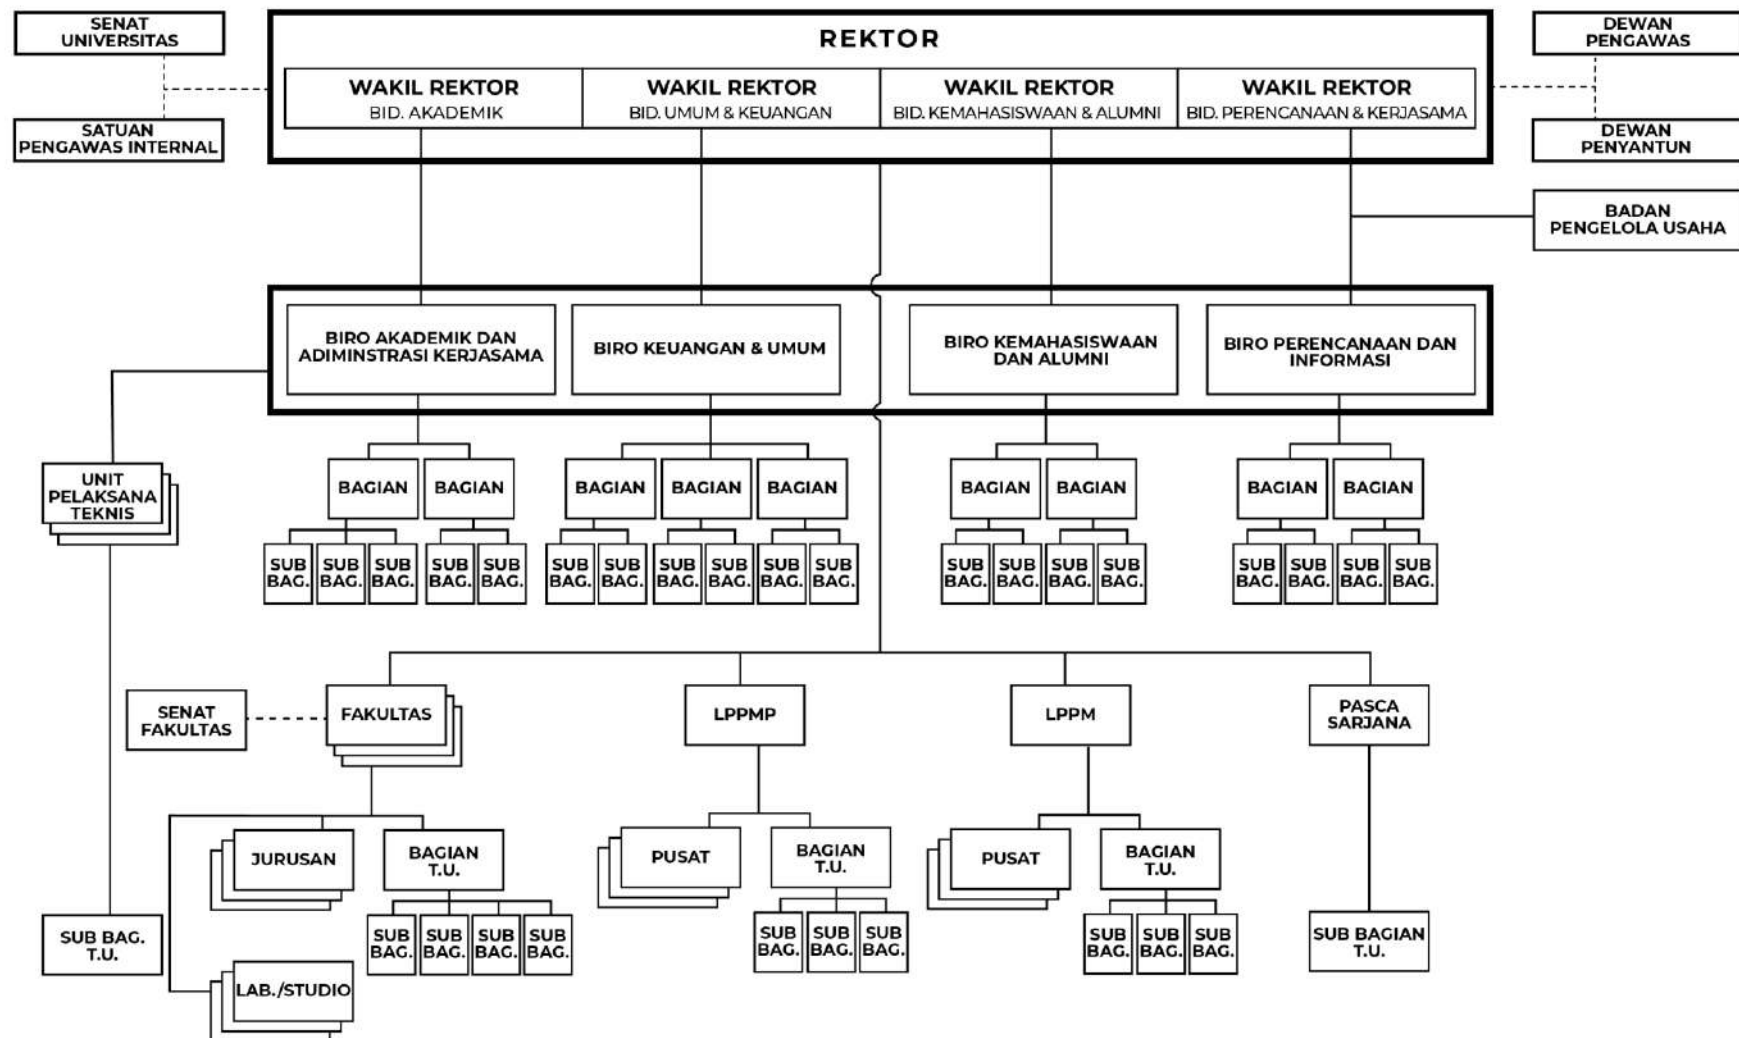 SENAT
UNIVERSITAS
SATUAN
PENGAWAS INTERNAL
REKTOR
WAKIL REKTOR
BID. AKADEMIK
WAKIL REKTOR
BID. UMUM & KEUANGAN
WAKIL REKTOR
BID. KEMAHASISWAAN & ALUMNI
WAKIL REKTOR
BID. PERENCANAAN & KERJASAMA
DEWAN
PENGAWAS
DEWAN
PENYANTUN
BADAN
PENGELOLA USAHA
BIRO AKADEMIK DAN
ADIMINSTRASI KERJASAMA
BIRO KEUANGAN & UMUM
BIRO KEMAHASISWAAN
DAN ALUMNI
BIRO PERENCANAAN DAN
INFORMASI
UNIT
PELAKSANA
TEKNIS
BAGIAN
BAGIAN
BAGIAN
BAGIAN
BAGIAN
BAGIAN
BAGIAN
BAGIAN
BAGIAN
SUB
BAG.
SUB
BAG.
SUB
BAG.
SUB
BAG.
SUB
BAG.
SUB
BAG.
SUB
BAG.
SUB
BAG.
SUB
BAG.
SUB
BAG.
SUB
BAG.
SUB
BAG.
SUB
BAG.
SUB
BAG.
SUB
BAG.
SUB
BAG.
SUB
BAG.
SUB
BAG.
SUB
BAG.
SENAT
FAKULTAS
FAKULTAS
LPPMP
LPPM
PASCA
SARJANA
JURUSAN
BAGIAN
T.U.
PUSAT
BAGIAN
T.U.
PUSAT
BAGIAN
T.U.
SUB BAG.
T.U.
SUB
BAG.
SUB
BAG.
SUB
BAG.
SUB
BAG.
SUB
BAG.
SUB
BAG.
SUB
BAG.
SUB
BAG.
SUB
BAG.
SUB
BAG.
SUB BAGIAN
T.U.
LAB./STUDIO